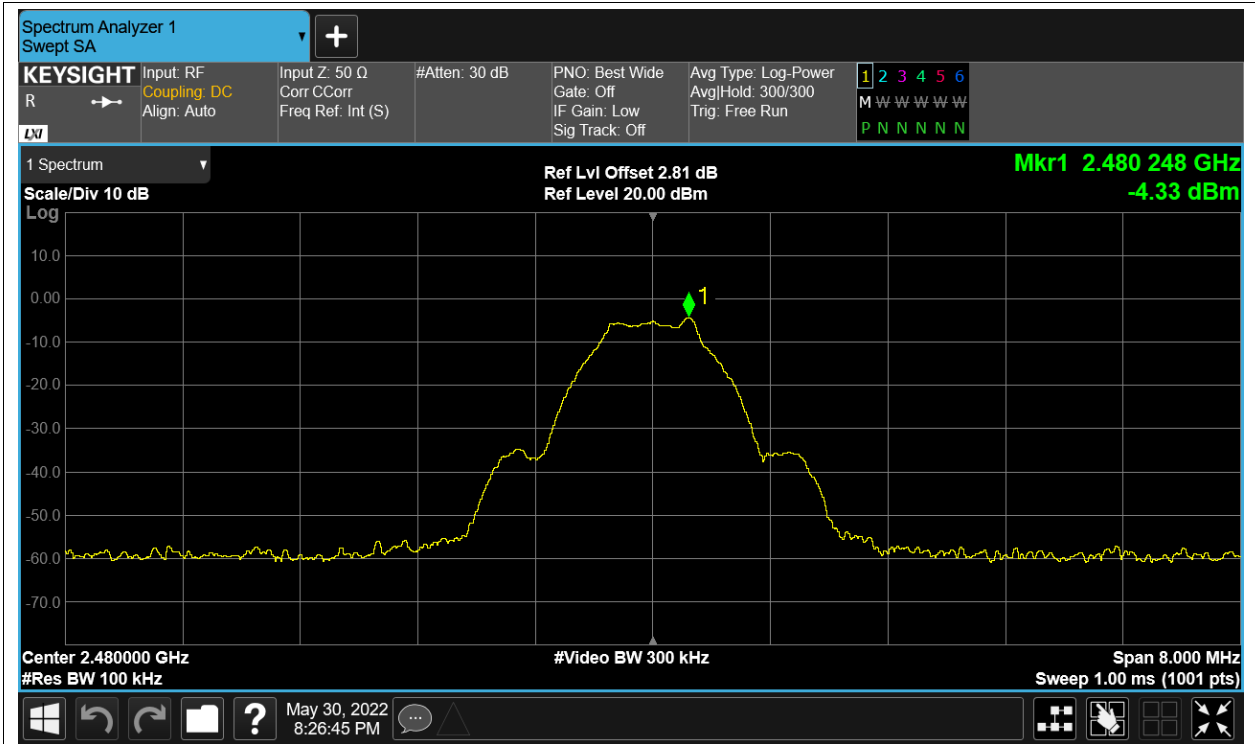 Spectrum Analyzer 1
Swept SA
+
KEYSIGHT
R
LXI
Input: RF
Coupling: DC
Align: Auto
Input Z: 50 Ω
Corr CCorr
Freq Ref: Int (S)
#Atten: 30 dB
PNO: Best Wide
Gate: Off
IF Gain: Low
Sig Track: Off
Avg Type: Log-Power
Avg|Hold: 300/300
Trig: Free Run
1 2 3 4 5 6
M W W W W W
P N N N N N
1 Spectrum
Scale/Div 10 dB
Log
Ref Lvl Offset 2.81 dB
Ref Level 20.00 dBm
Mkr1 2.480 248 GHz
-4.33 dBm
10.0
0.00
1
-10.0
-20.0
-30.0
-40.0
-50.0
-60.0
-70.0
Center 2.480000 GHz
#Res BW 100 kHz
#Video BW 300 kHz
Span 8.000 MHz
Sweep 1.00 ms (1001 pts)
?
May 30, 2022
8:26:45 PM